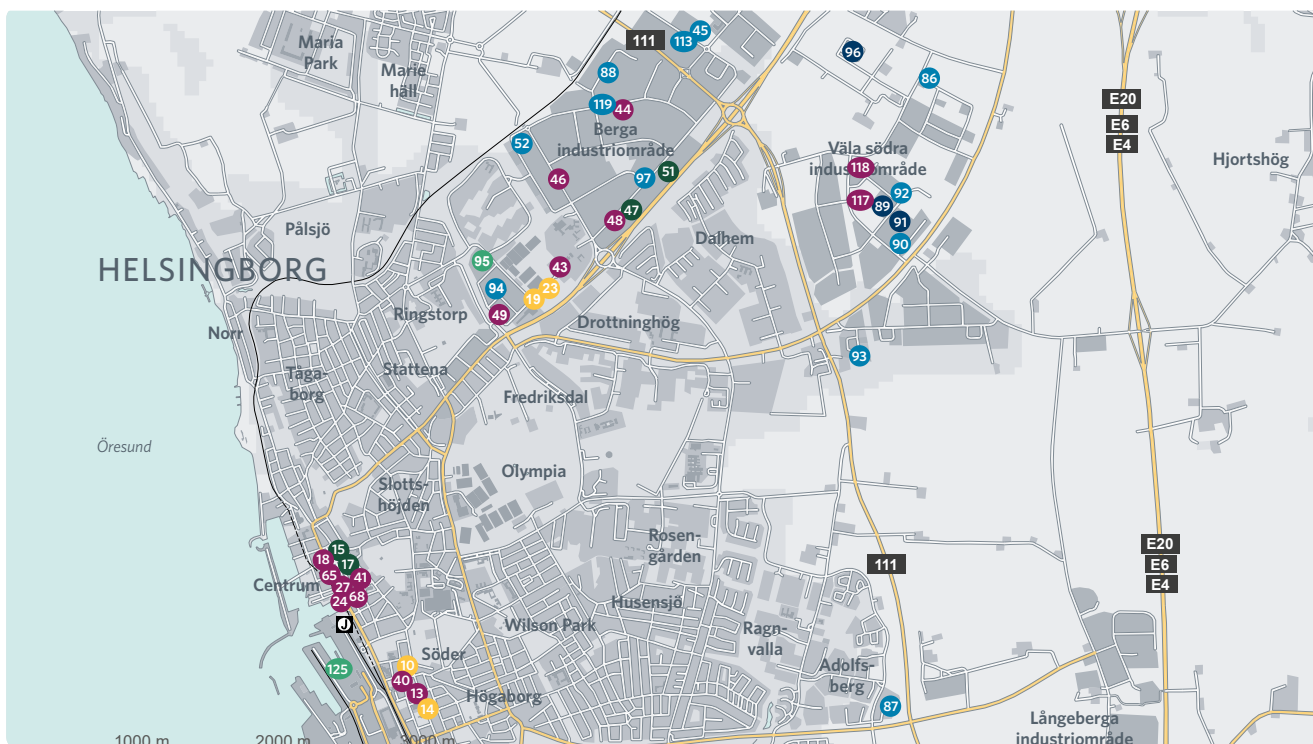 Maria
Park
Marie
häll
111
113
45
96
88
86
119
44
E20
E6
E4
Berga
industriområde
52
Väla södra
industriområde
118
Hjortshög
46
97
51
92
117
89
91
90
47
48
Pålsjö
Dalhem
HELSINGBORG
95
43
94
23
19
49
Ringstorp
Drottninghög
Norr
93
Stattena
Tåga-
borg
Fredriksdal
Öresund
Olympia
Slotts-
höjden
Rosen-
gården
E20
E6
E4
15
18
17
111
65
41
Centrum
27
24
68
Husensjö
J
Wilson Park
Ragn-
valla
Söder
10
125
40
13
14
Högaborg
Adolfs-
berg
87
Långeberga
industriområde
1000 m
2000 m
3000 m